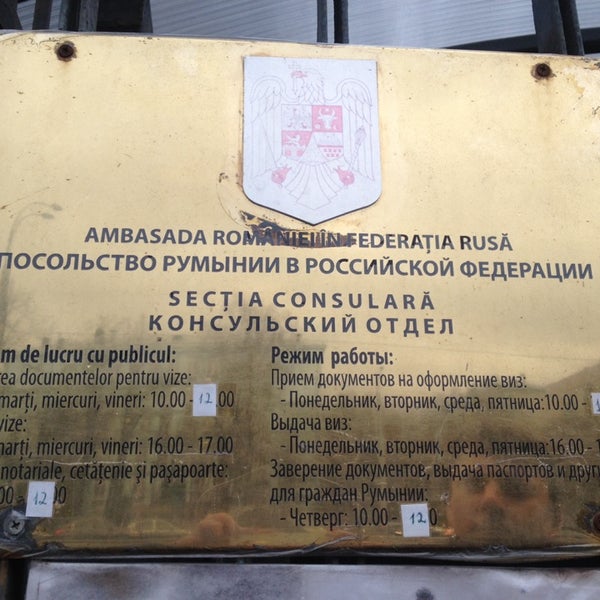 AMBASADA ROMANIEI ÎN FEDERAȚIA RUSĂ
ПОСОЛЬСТВО РУМЫНИИ В РОССИЙСКОЙ ФЕДЕРАЦИИ
SECȚIA CONSULARĂ
КОНСУЛЬСКИЙ ОТДЕЛ
de lucru cu publicul:
documentelor pentru vize:
marți, miercuri, vineri: 10.00 - 12.00
vize:
marți, miercuri, vineri: 16.00 - 17.00
notariale, cetățenie și pașapoarte:
- 12
Режим работы:
Прием документов на оформление виз:
- Понедельник, вторник, среда, пятница:10.00 -
Выдача виз:
- Понедельник, вторник, среда, пятница:16.00 -
Заверение документов, выдача паспортов и
для граждан Румынии:
- Четверг: 10.00 - 12